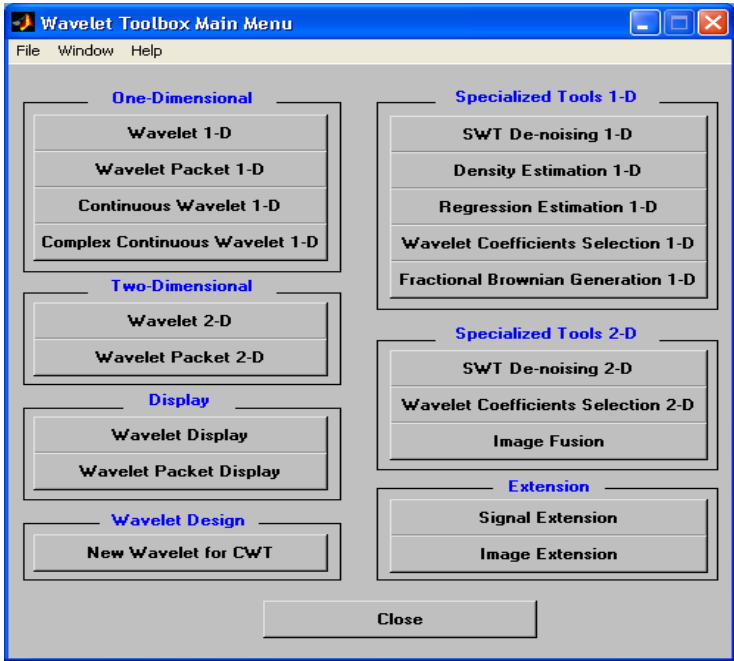 Wavelet Toolbox Main Menu
File Window Help
One-Dimensional
Wavelet 1-D
Wavelet Packet 1-D
Continuous Wavelet 1-D
Complex Continuous Wavelet 1-D
Two-Dimensional
Wavelet 2-D
Wavelet Packet 2-D
Display
Wavelet Display
Wavelet Packet Display
Wavelet Design
New Wavelet for CWT
Specialized Tools 1-D
SWT De-noising 1-D
Density Estimation 1-D
Regression Estimation 1-D
Wavelet Coefficients Selection 1-D
Fractional Brownian Generation 1-D
Specialized Tools 2-D
SWT De-noising 2-D
Wavelet Coefficients Selection 2-D
Image Fusion
Extension
Signal Extension
Image Extension
Close